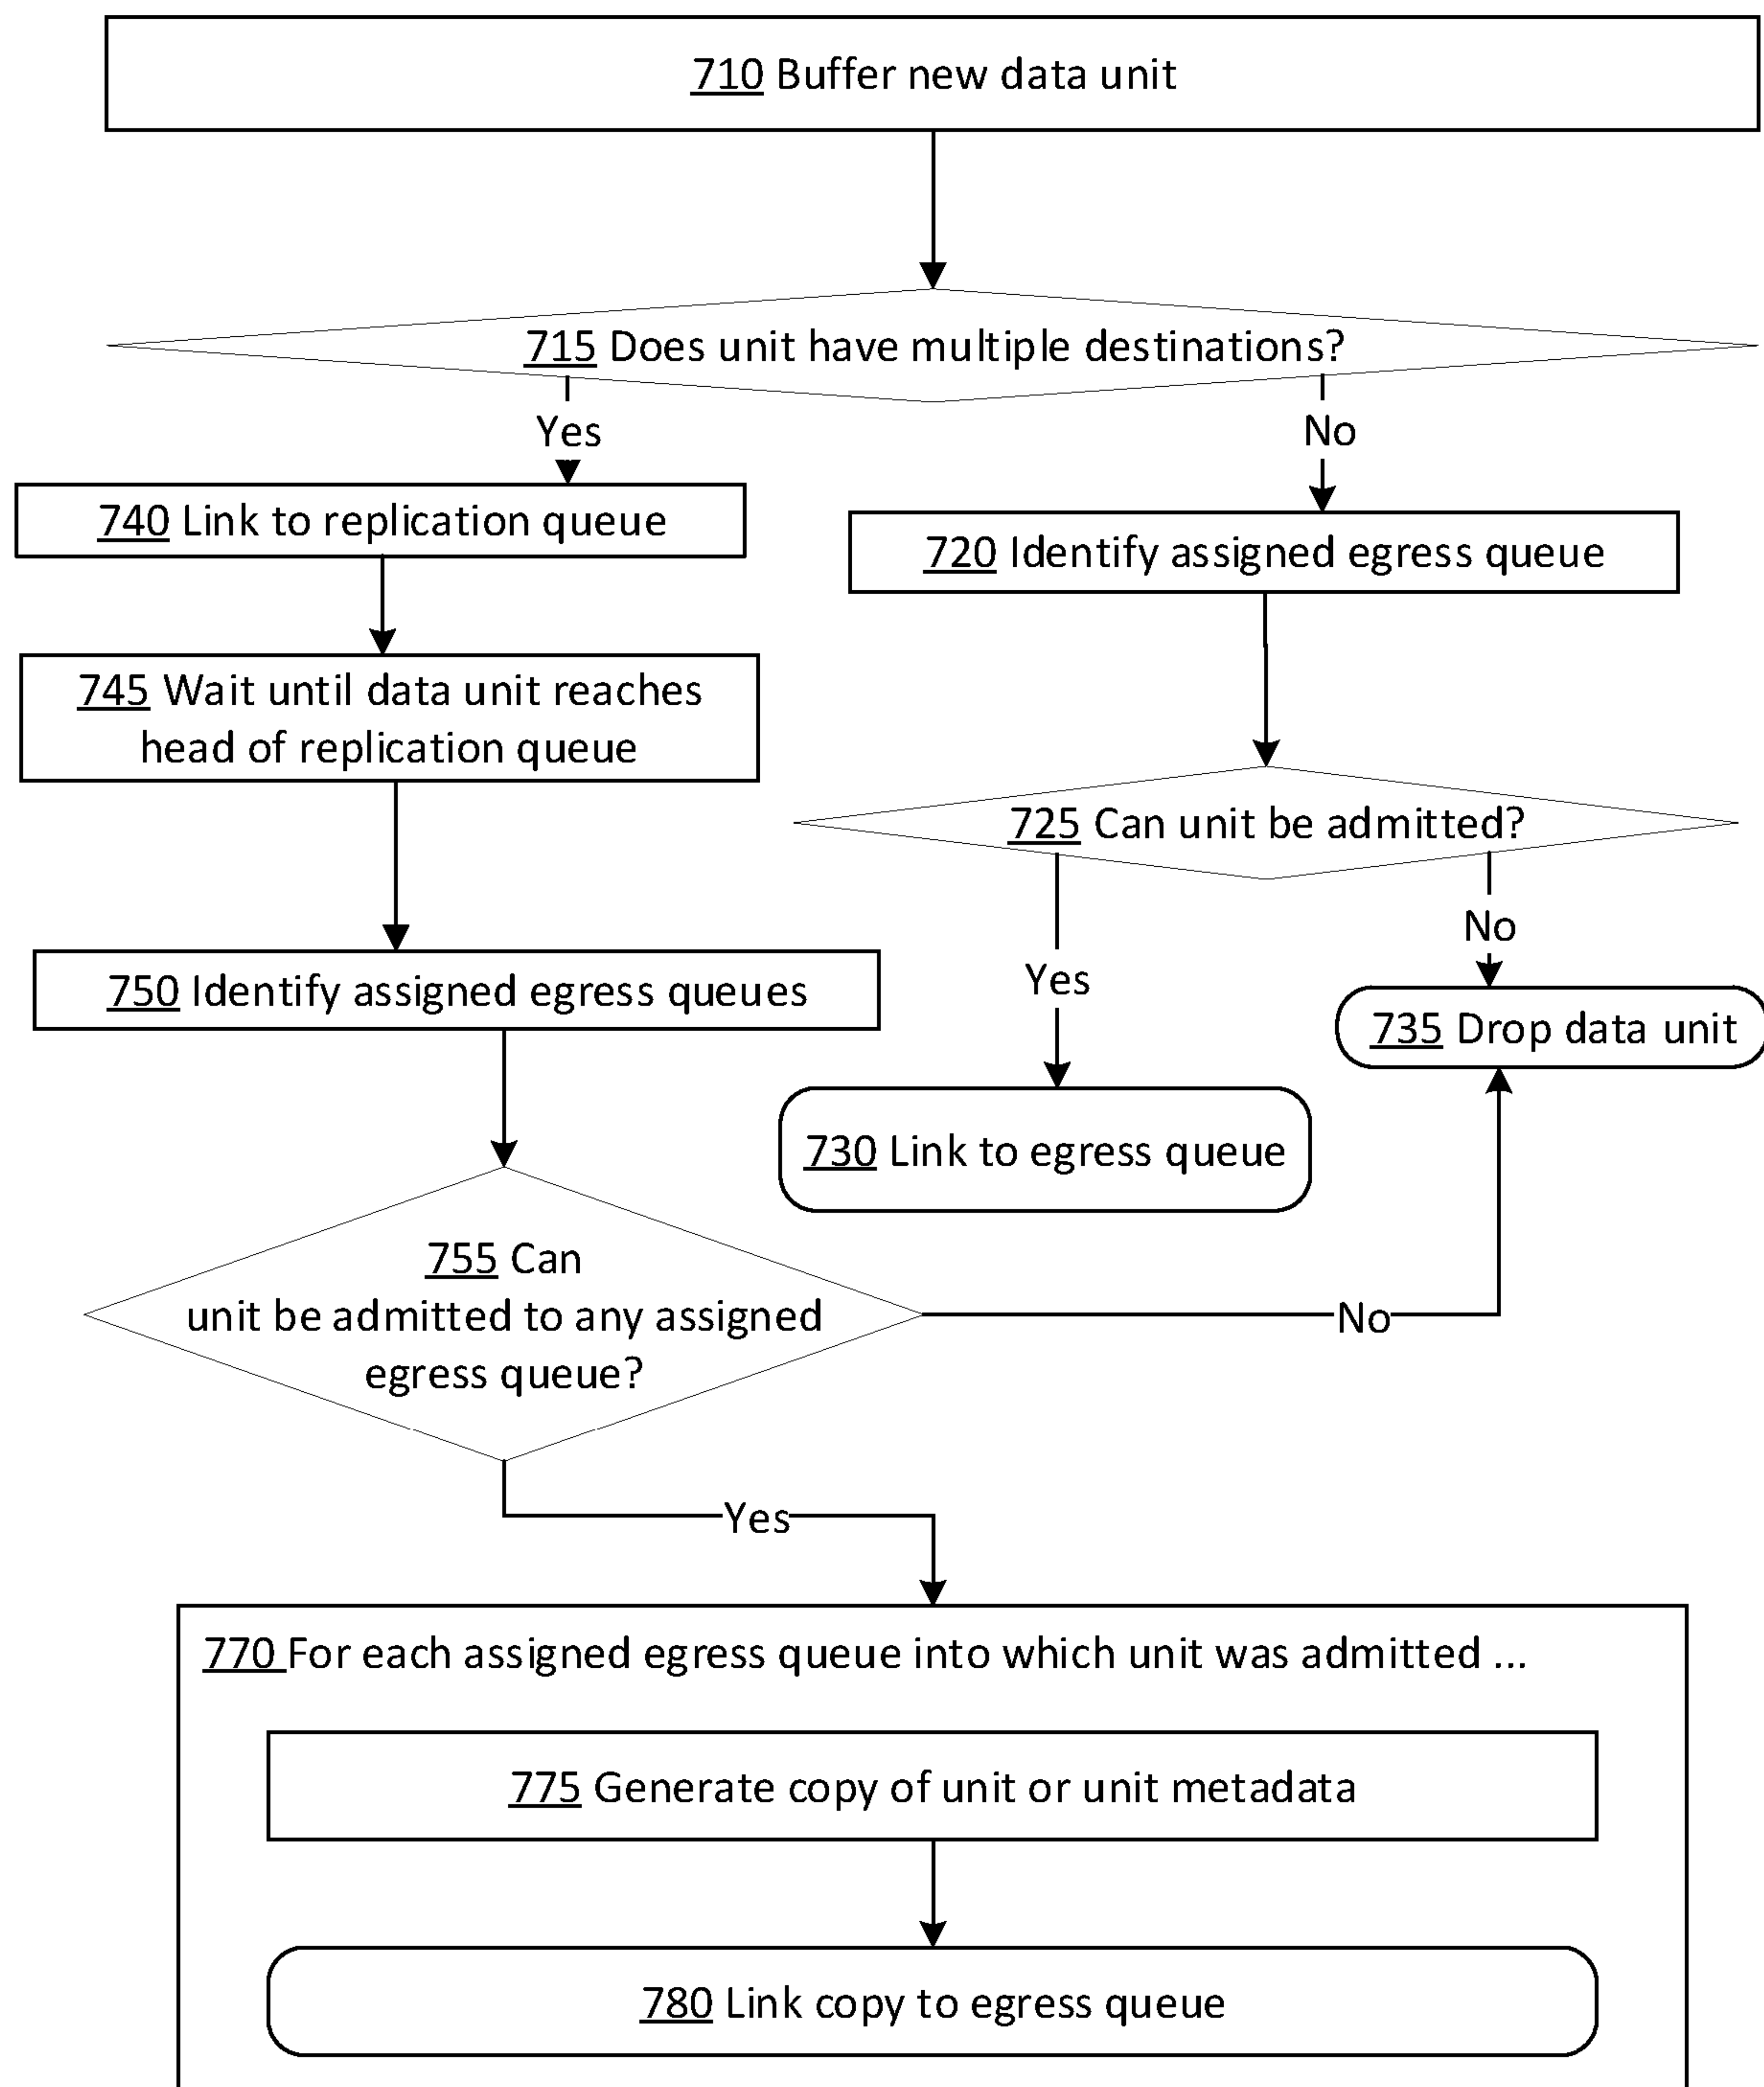 710 Buffer new data unit
715 Does unit have multiple destinations?
Yes
No
740 Link to replication queue
720 Identify assigned egress queue
745 Wait until data unit reaches
head of replication queue
725 Can unit be admitted?
No
Yes
750 Identify assigned egress queues
735 Drop data unit
730 Link to egress queue
755 Can
unit be admitted to any assigned
egress queue?
No
Yes
770 For each assigned egress queue into which unit was admitted ...
775 Generate copy of unit or unit metadata
780 Link copy to egress queue